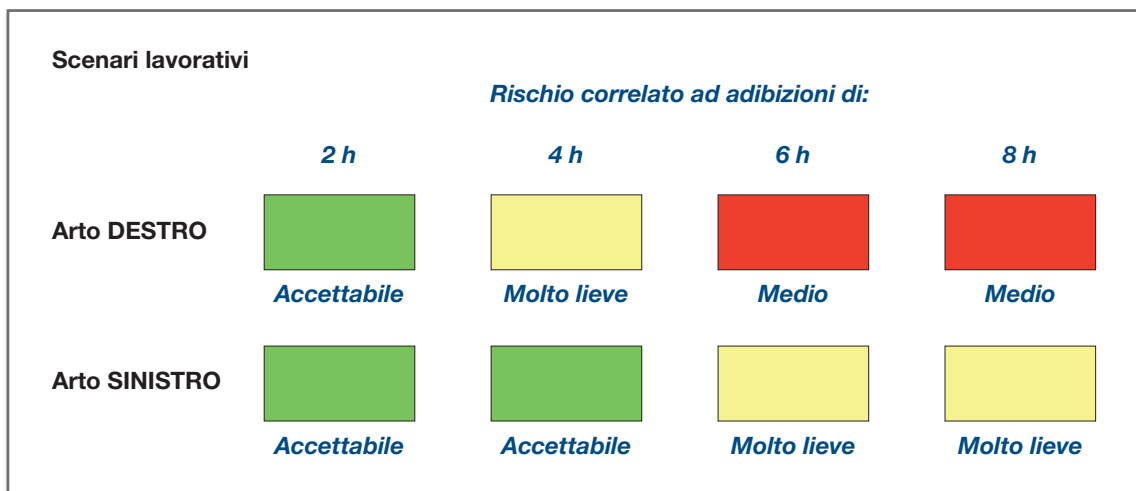 Scenari lavorativi
Rischio correlato ad adibizioni di:
2 h 4 h 6 h 8 h
Arto DESTRO
Accettabile Molto lieve Medio Medio
Arto SINISTRO
Accettabile Accettabile Molto lieve Molto lieve